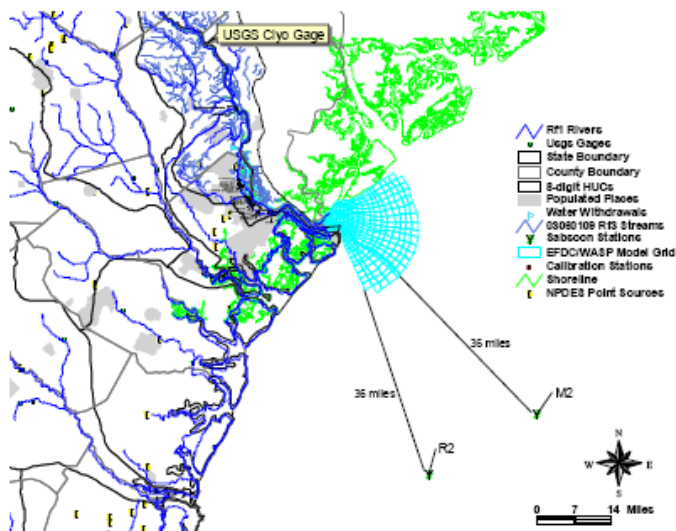 USGS Clyo Gage
Rf1 Rivers
Usgs Gages
State Boundary
County Boundary
8-digit HUCs
Populated Places
Water Withdrawals
03060109 Rf3 Streams
Sabsoon Stations
EFDC/WASP Model Grid
Calibration Stations
Shoreline
NPDES Point Sources
36 miles
M2
36 miles
R2
N
W E
S
0 7 14 Miles